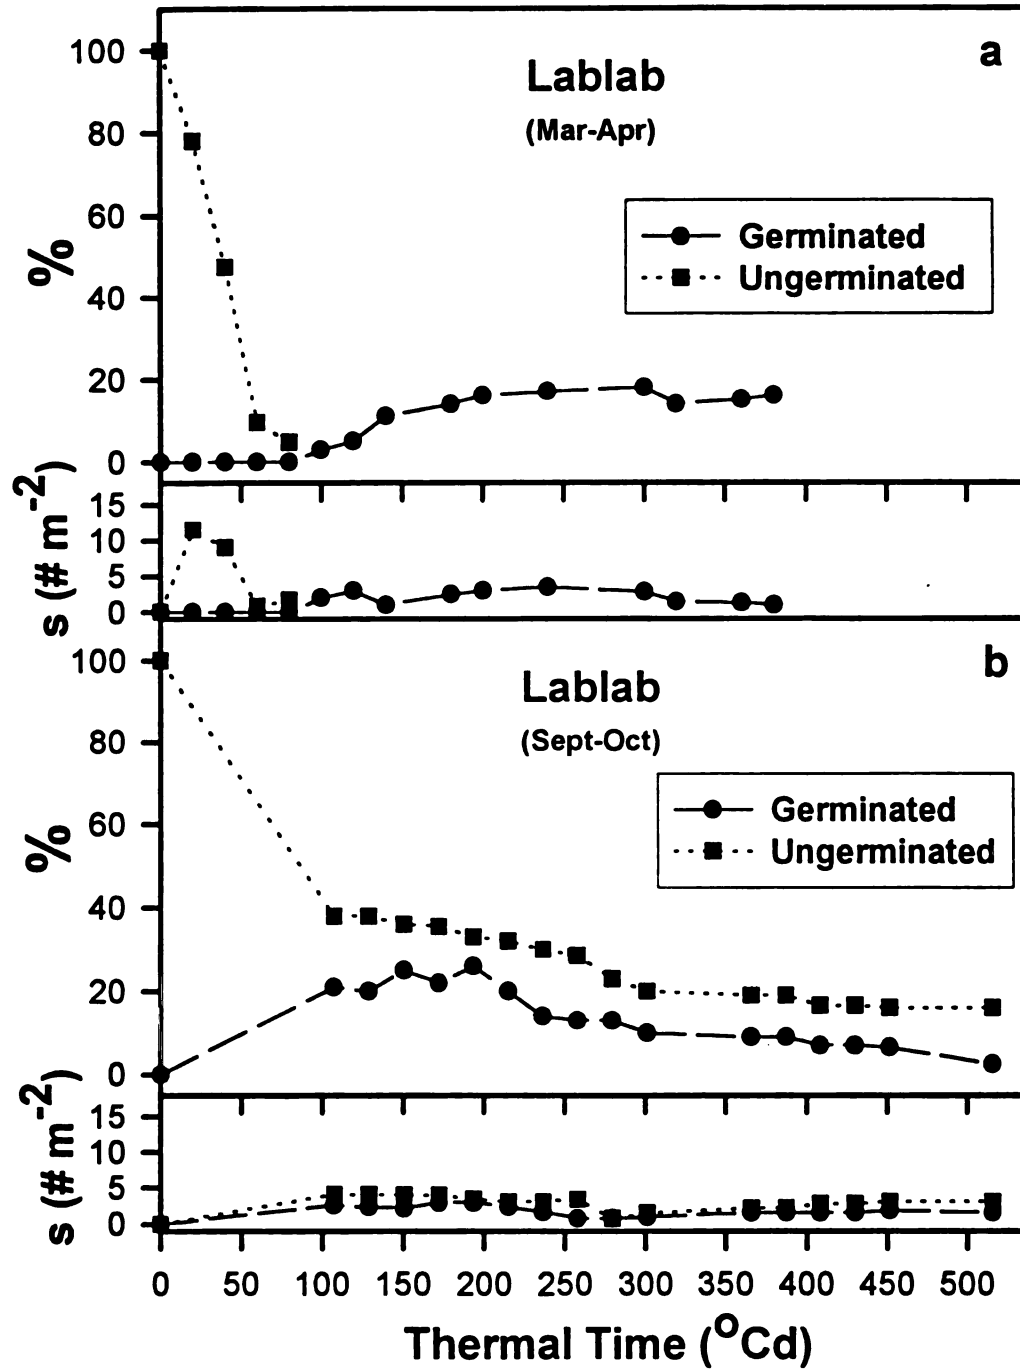 a
Lablab
(Mar-Apr)
Germinated
Ungerminated
%
100
80
60
40
20
0
s (# m⁻²)
15
10
5
0
b
Lablab
(Sept-Oct)
Germinated
Ungerminated
%
100
80
60
40
20
0
s (# m⁻²)
15
10
5
0
0 50 100 150 200 250 300 350 400 450 500
Thermal Time (ᴼCd)